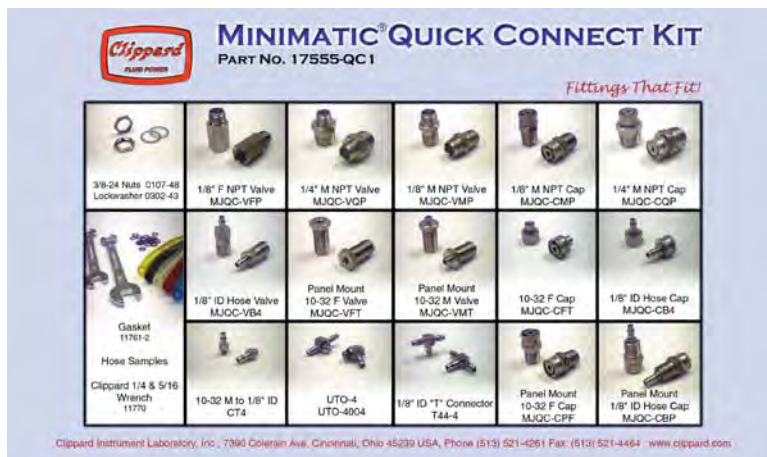 Clippard
FLUID POWER
MINIMATIC® QUICK CONNECT KIT
PART NO. 17555-QC1
Fittings That Fit!
3/8-24 Nuts 0107-48
Lockwasher 0302-43
1/8" F NPT Valve
MJQC-VFP
1/4" M NPT Valve
MJQC-VQP
1/8" M NPT Valve
MJQC-VMP
1/8" M NPT Cap
MJQC-CMP
1/4" M NPT Cap
MJQC-CQP
Gasket
11761-2
Hose Samples
Clippard 1/4 & 5/16
Wrench
11770
1/8" ID Hose Valve
MJQC-VB4
Panel Mount
10-32 F Valve
MJQC-VFT
Panel Mount
10-32 M Valve
MJQC-VMT
10-32 F Cap
MJQC-CFT
1/8" ID Hose Cap
MJQC-CB4
10-32 M to 1/8" ID
CT4
UTO-4
UTO-4004
1/8" ID "T" Connector
T44-4
Panel Mount
10-32 F Cap
MJQC-CPF
Panel Mount
1/8" ID Hose Cap
MJQC-CBP
Clippard Instrument Laboratory, Inc., 7390 Colerain Ave. Cincinnati, Ohio 45239 USA, Phone (513) 521-4261 Fax: (513) 521-4464 www.clippard.com